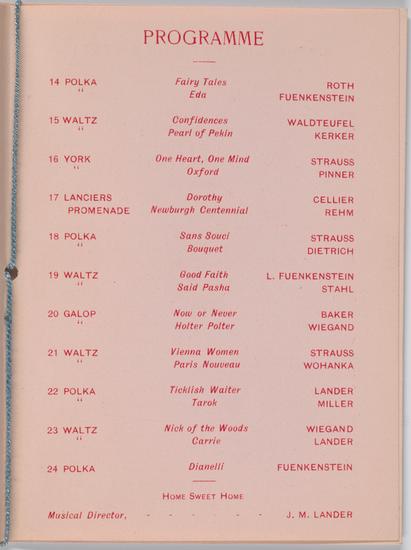 PROGRAMME
14 POLKA Fairy Tales ROTH
" Eda FUENKENSTEIN
15 WALTZ Confidences WALDTEUFEL
" Pearl of Pekin KERKER
16 YORK One Heart, One Mind STRAUSS
" Oxford PINNER
17 LANCIERS Dorothy CELLIER
PROMENADE Newburgh Centennial REHM
18 POLKA Sans Souci STRAUSS
" Bouquet DIETRICH
19 WALTZ Good Faith L. FUENKENSTEIN
" Said Pasha STAHL
20 GALOP Now or Never BAKER
" Holter Polter WIEGAND
21 WALTZ Vienna Women STRAUSS
" Paris Nouveau WOHANKA
22 POLKA Ticklish Waiter LANDER
" Tarok MILLER
23 WALTZ Nick of the Woods WIEGAND
" Carrie LANDER
24 POLKA Dianelli FUENKENSTEIN
HOME SWEET HOME
Musical Director, - - - - - J. M. LANDER